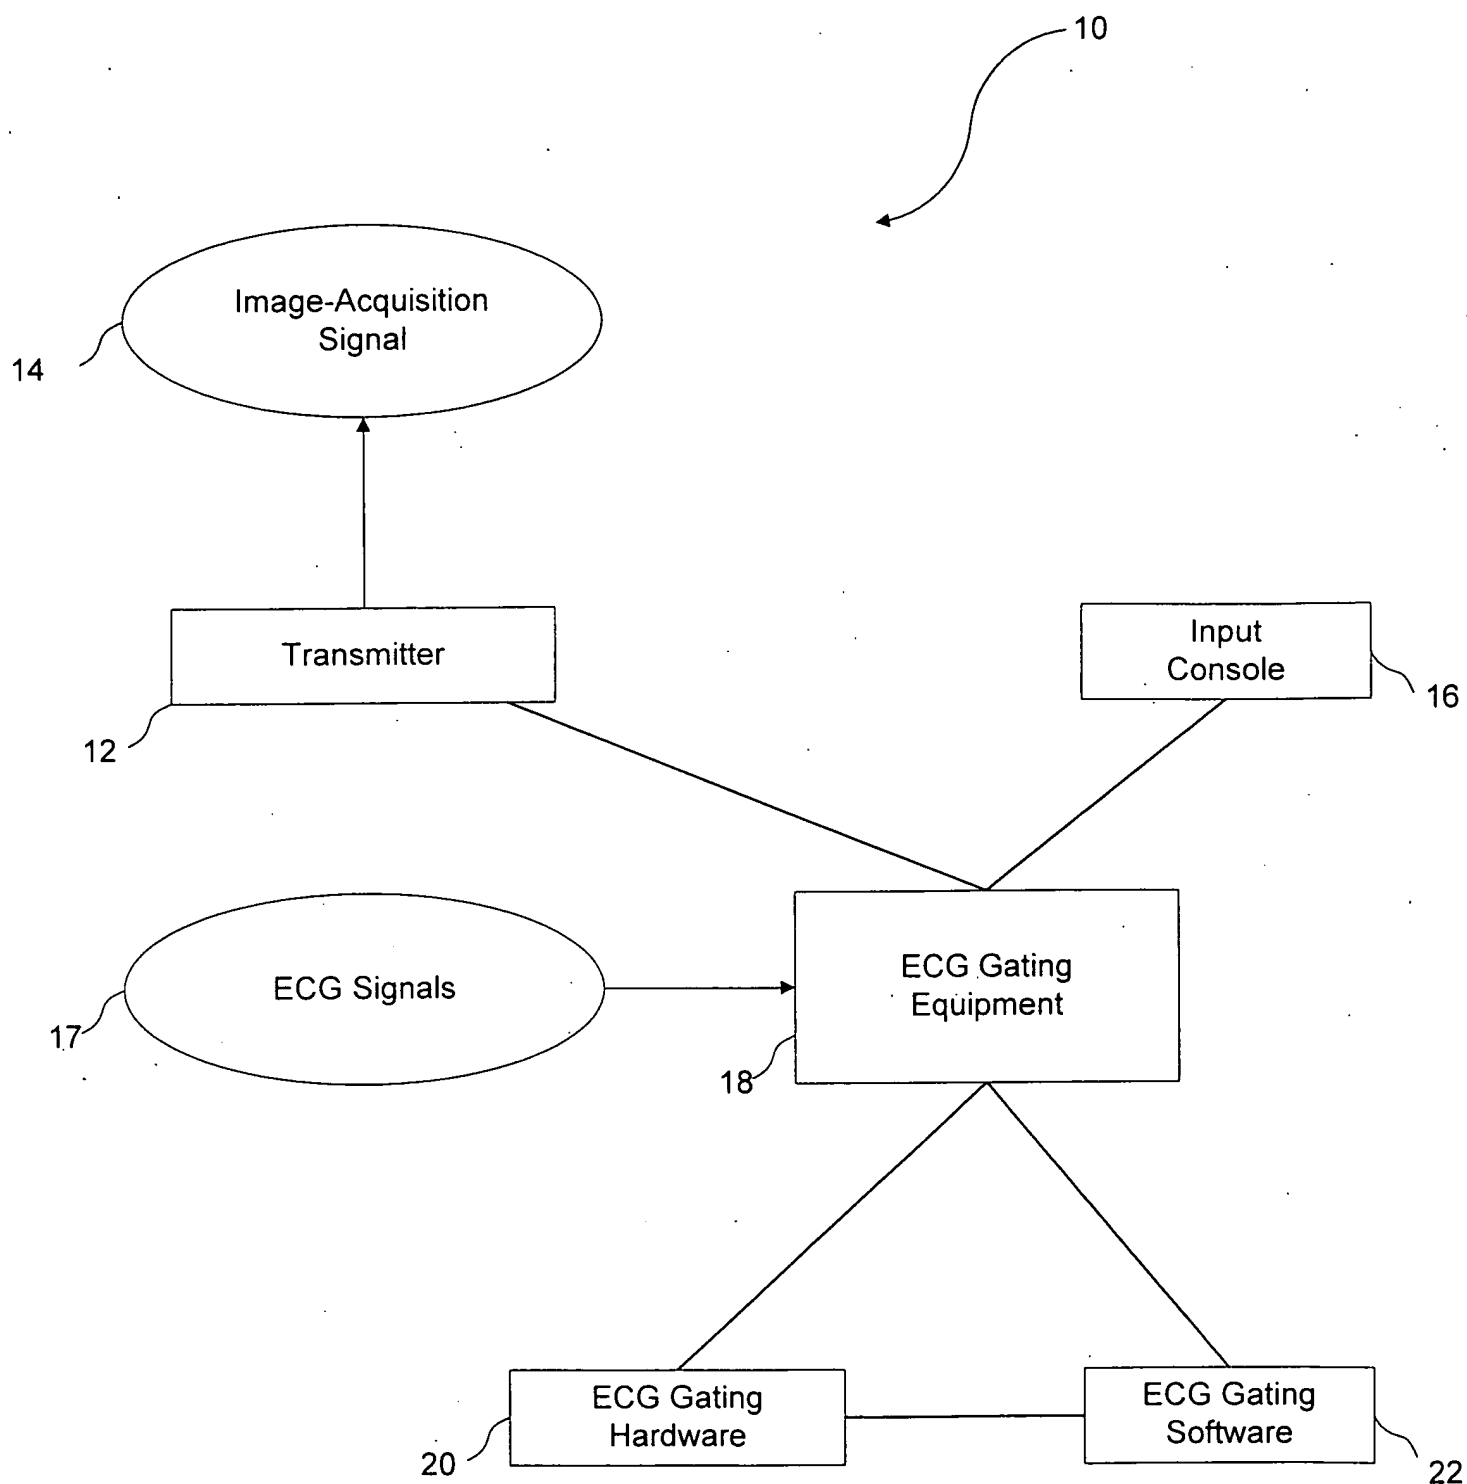 10
Image-Acquisition
Signal
14
Transmitter
12
Input
Console
16
ECG Signals
17
ECG Gating
Equipment
18
ECG Gating
Hardware
20
ECG Gating
Software
22